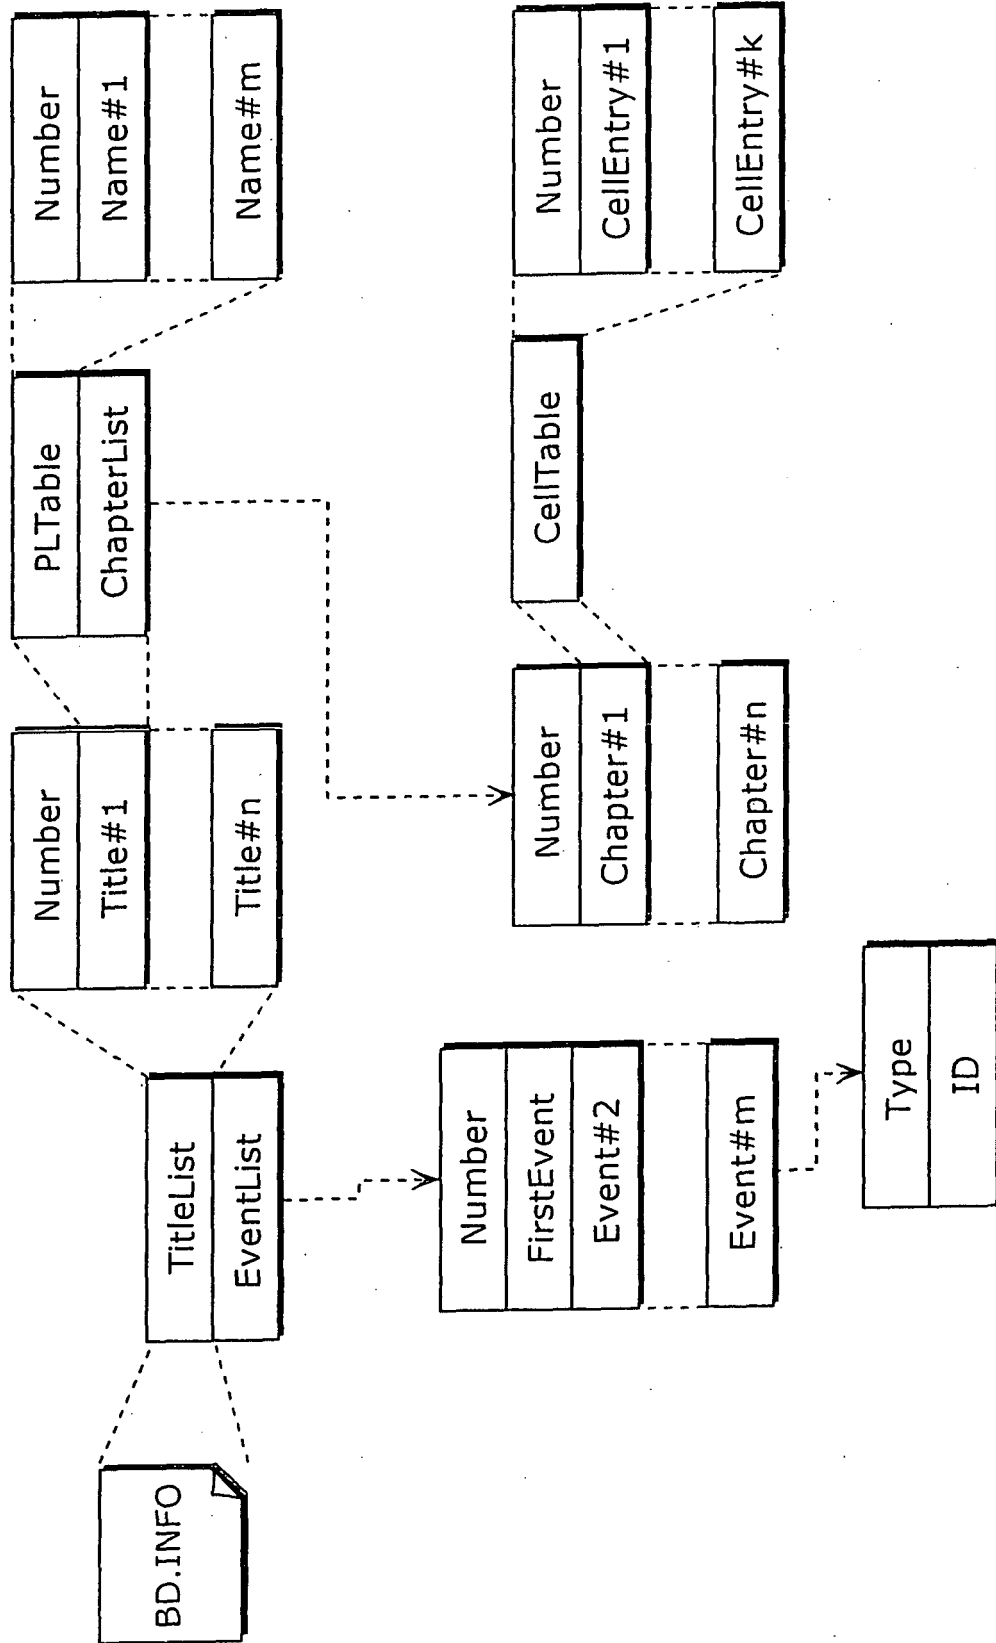 BD.INFO
TitleList
EventList
Number
Title#1
Title#n
PLTable
ChapterList
Number
Name#1
Name#m
Number
FirstEvent
Event#2
Event#m
Type
ID
Number
Chapter#1
Chapter#n
CellTable
Number
CellEntry#1
CellEntry#k